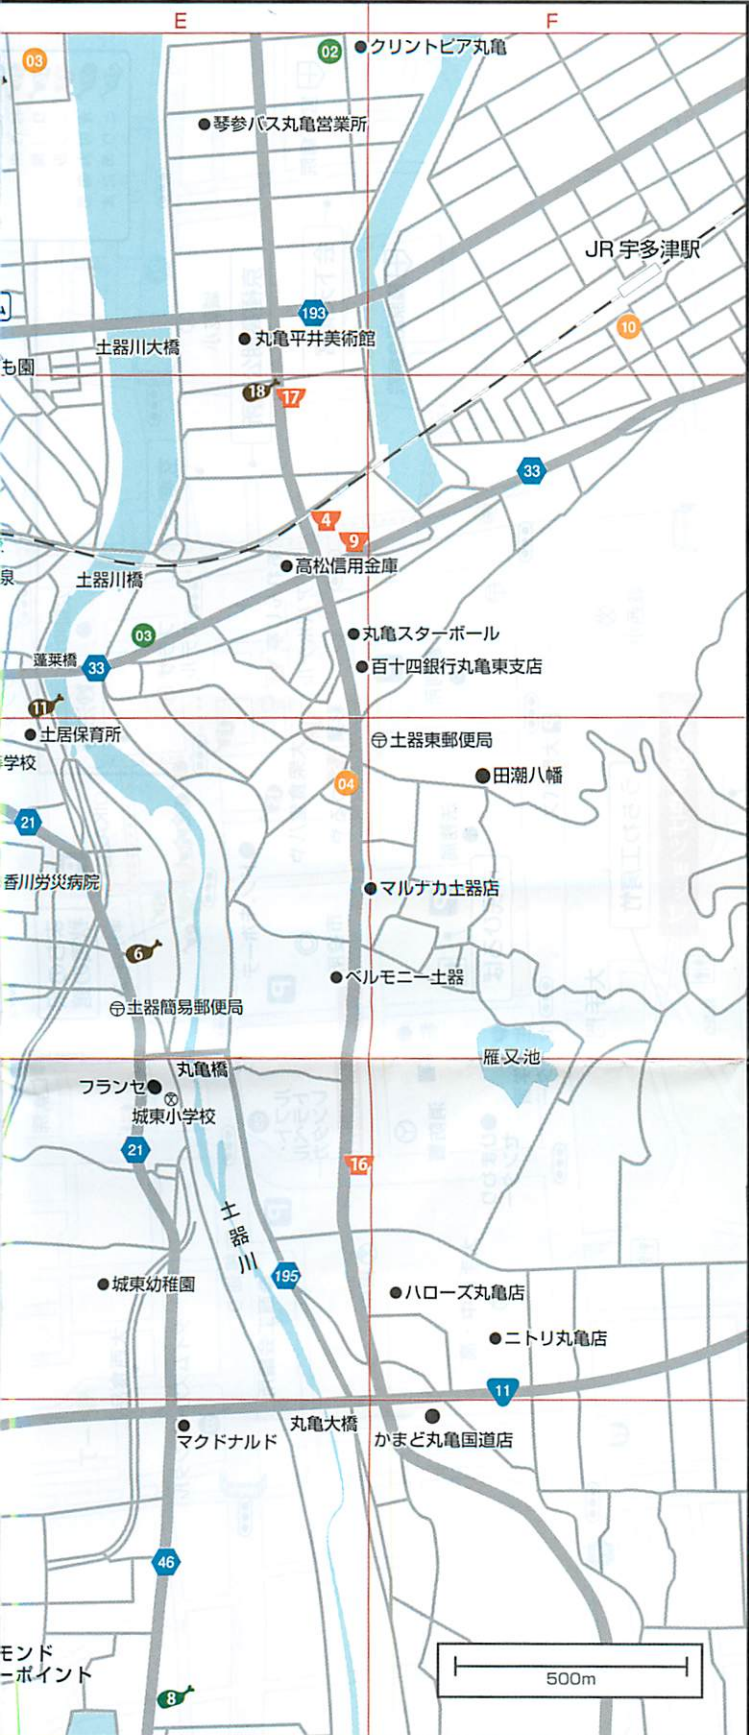 E
F
03
02
クリントピア丸亀
琴参バス丸亀営業所
JR 宇多津駅
193
10
土器川大橋
丸亀平井美術館
も園
18
17
33
4
9
高松信用金庫
泉
土器川橋
03
丸亀スターボール
蓬莱橋
33
百十四銀行丸亀東支店
11
土居保育所
土器東郵便局
学校
田潮八幡
04
21
香川労災病院
マルナカ土器店
6
ベルモニー土器
土器簡易郵便局
雁又池
丸亀橋
フランセ
文
城東小学校
21
16
土器川
195
城東幼稚園
ハローズ丸亀店
ニトリ丸亀店
11
丸亀大橋
マクドナルド
かまど丸亀国道店
46
モンド
ーポイント
500m
8